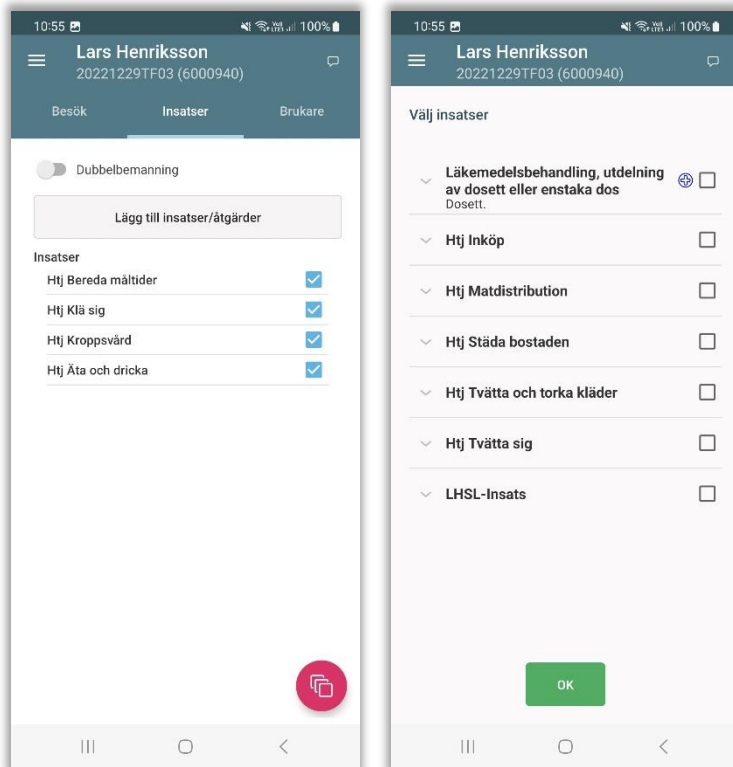 10:55 100%
Lars Henriksson
20221229TF03 (6000940)
Besök Insatser Brukare
Dubbelbemanning
Lägg till insatser/åtgärder
Insatser
Htj Bereda måltider
Htj Klä sig
Htj Kroppsvård
Htj Äta och dricka
10:55 100%
Lars Henriksson
20221229TF03 (6000940)
Välj insatser
Läkemedelsbehandling, utdelning
av dosett eller enstaka dos
Dosett.
Htj Inköp
Htj Matdistribution
Htj Städa bostaden
Htj Tvätta och torka kläder
Htj Tvätta sig
LHSL-Insats
OK